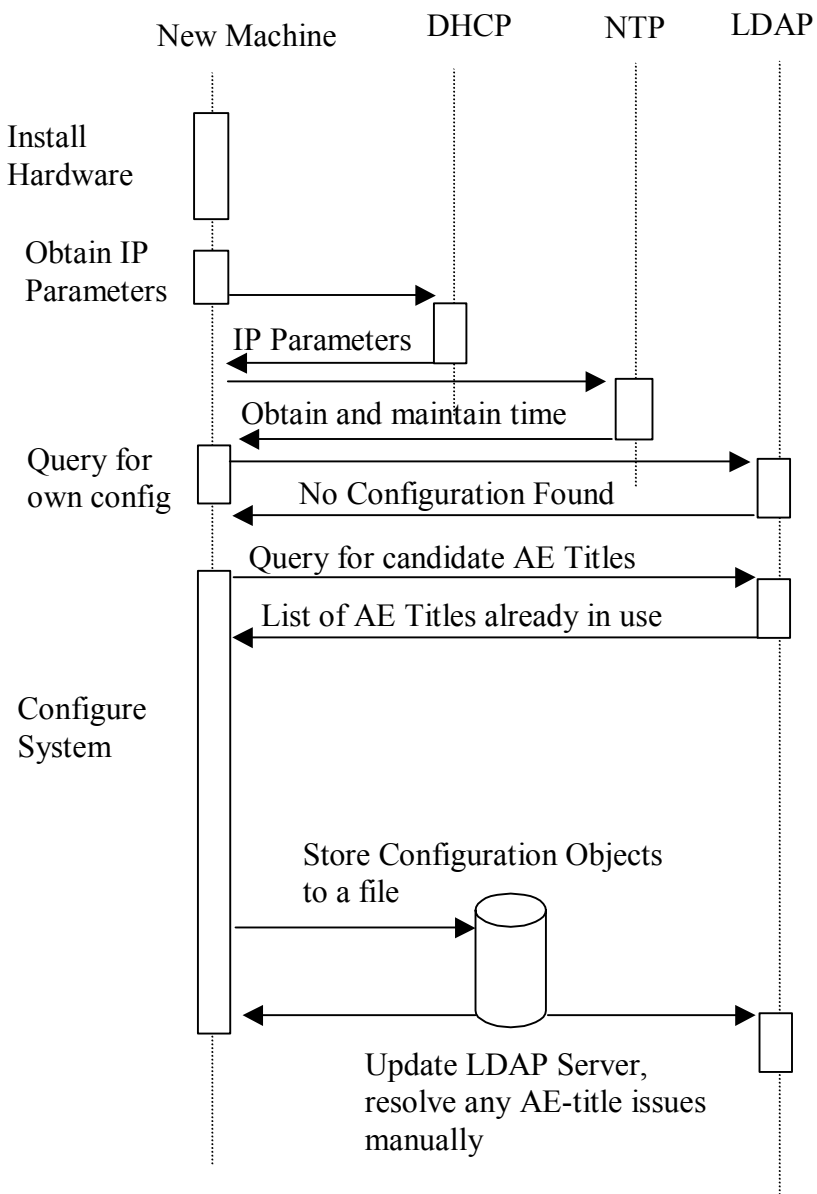 New Machine
DHCP
NTP
LDAP
Install
Hardware
Obtain IP
Parameters
IP Parameters
Obtain and maintain time
Query for
own config
No Configuration Found
Query for candidate AE Titles
List of AE Titles already in use
Configure
System
Store Configuration Objects
to a file
Update LDAP Server,
resolve any AE-title issues
manually